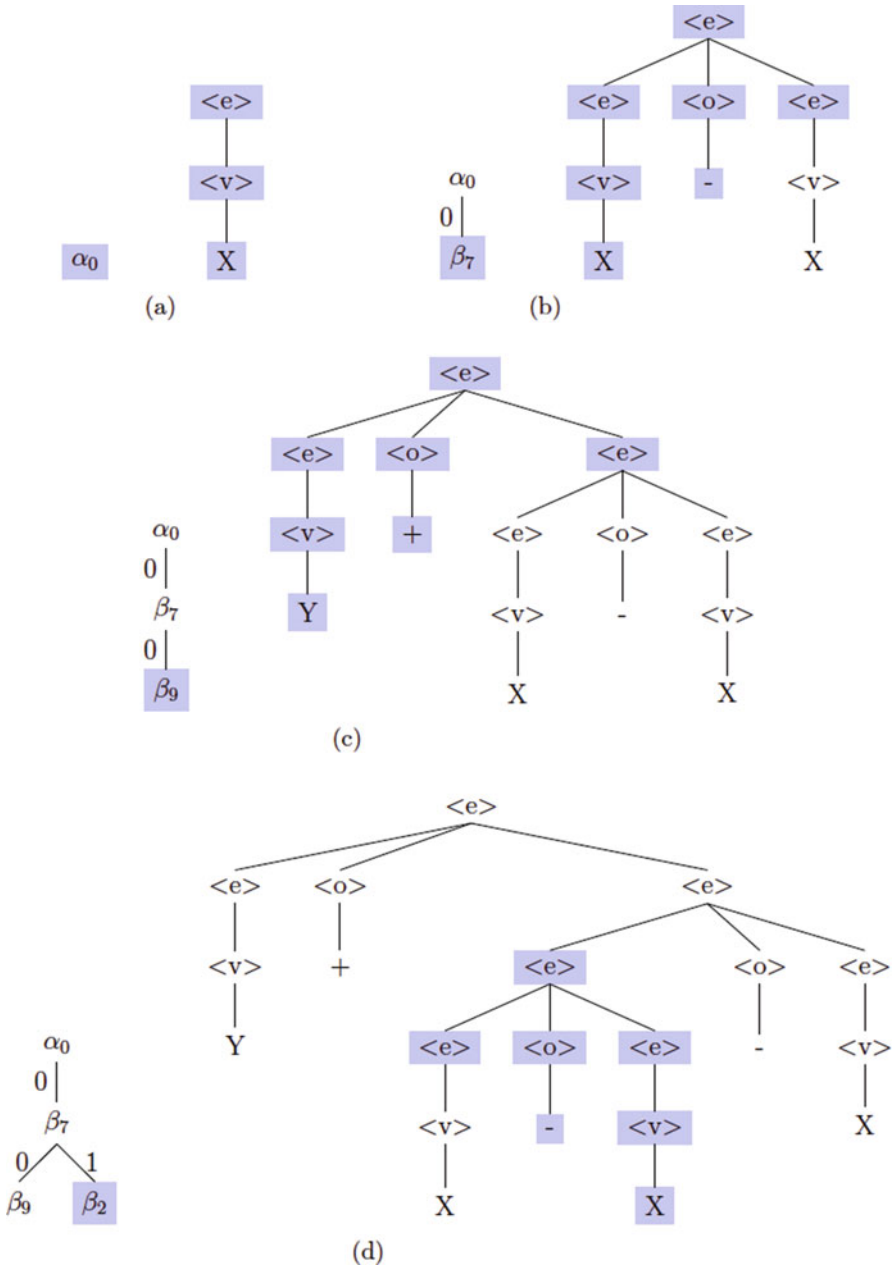 <e>
<e>
<e> <o> <e>
<v>
<v> - <v>
α₀
0
α₀
X
β₇
X
X
(a)
(b)
<e>
<e> <o> <e>
α₀
<v>
+
<e> <o> <e>
0
β₇
Y
<v> - <v>
0
β₉
X
X
(c)
<e>
<e> <o> <e>
<v>
+
<e>
<o> <e>
α₀
Y
<e> <o> <e>
-
<v>
0
β₇
<v> - <v>
X
0 1
β₉ β₂
X
X
(d)